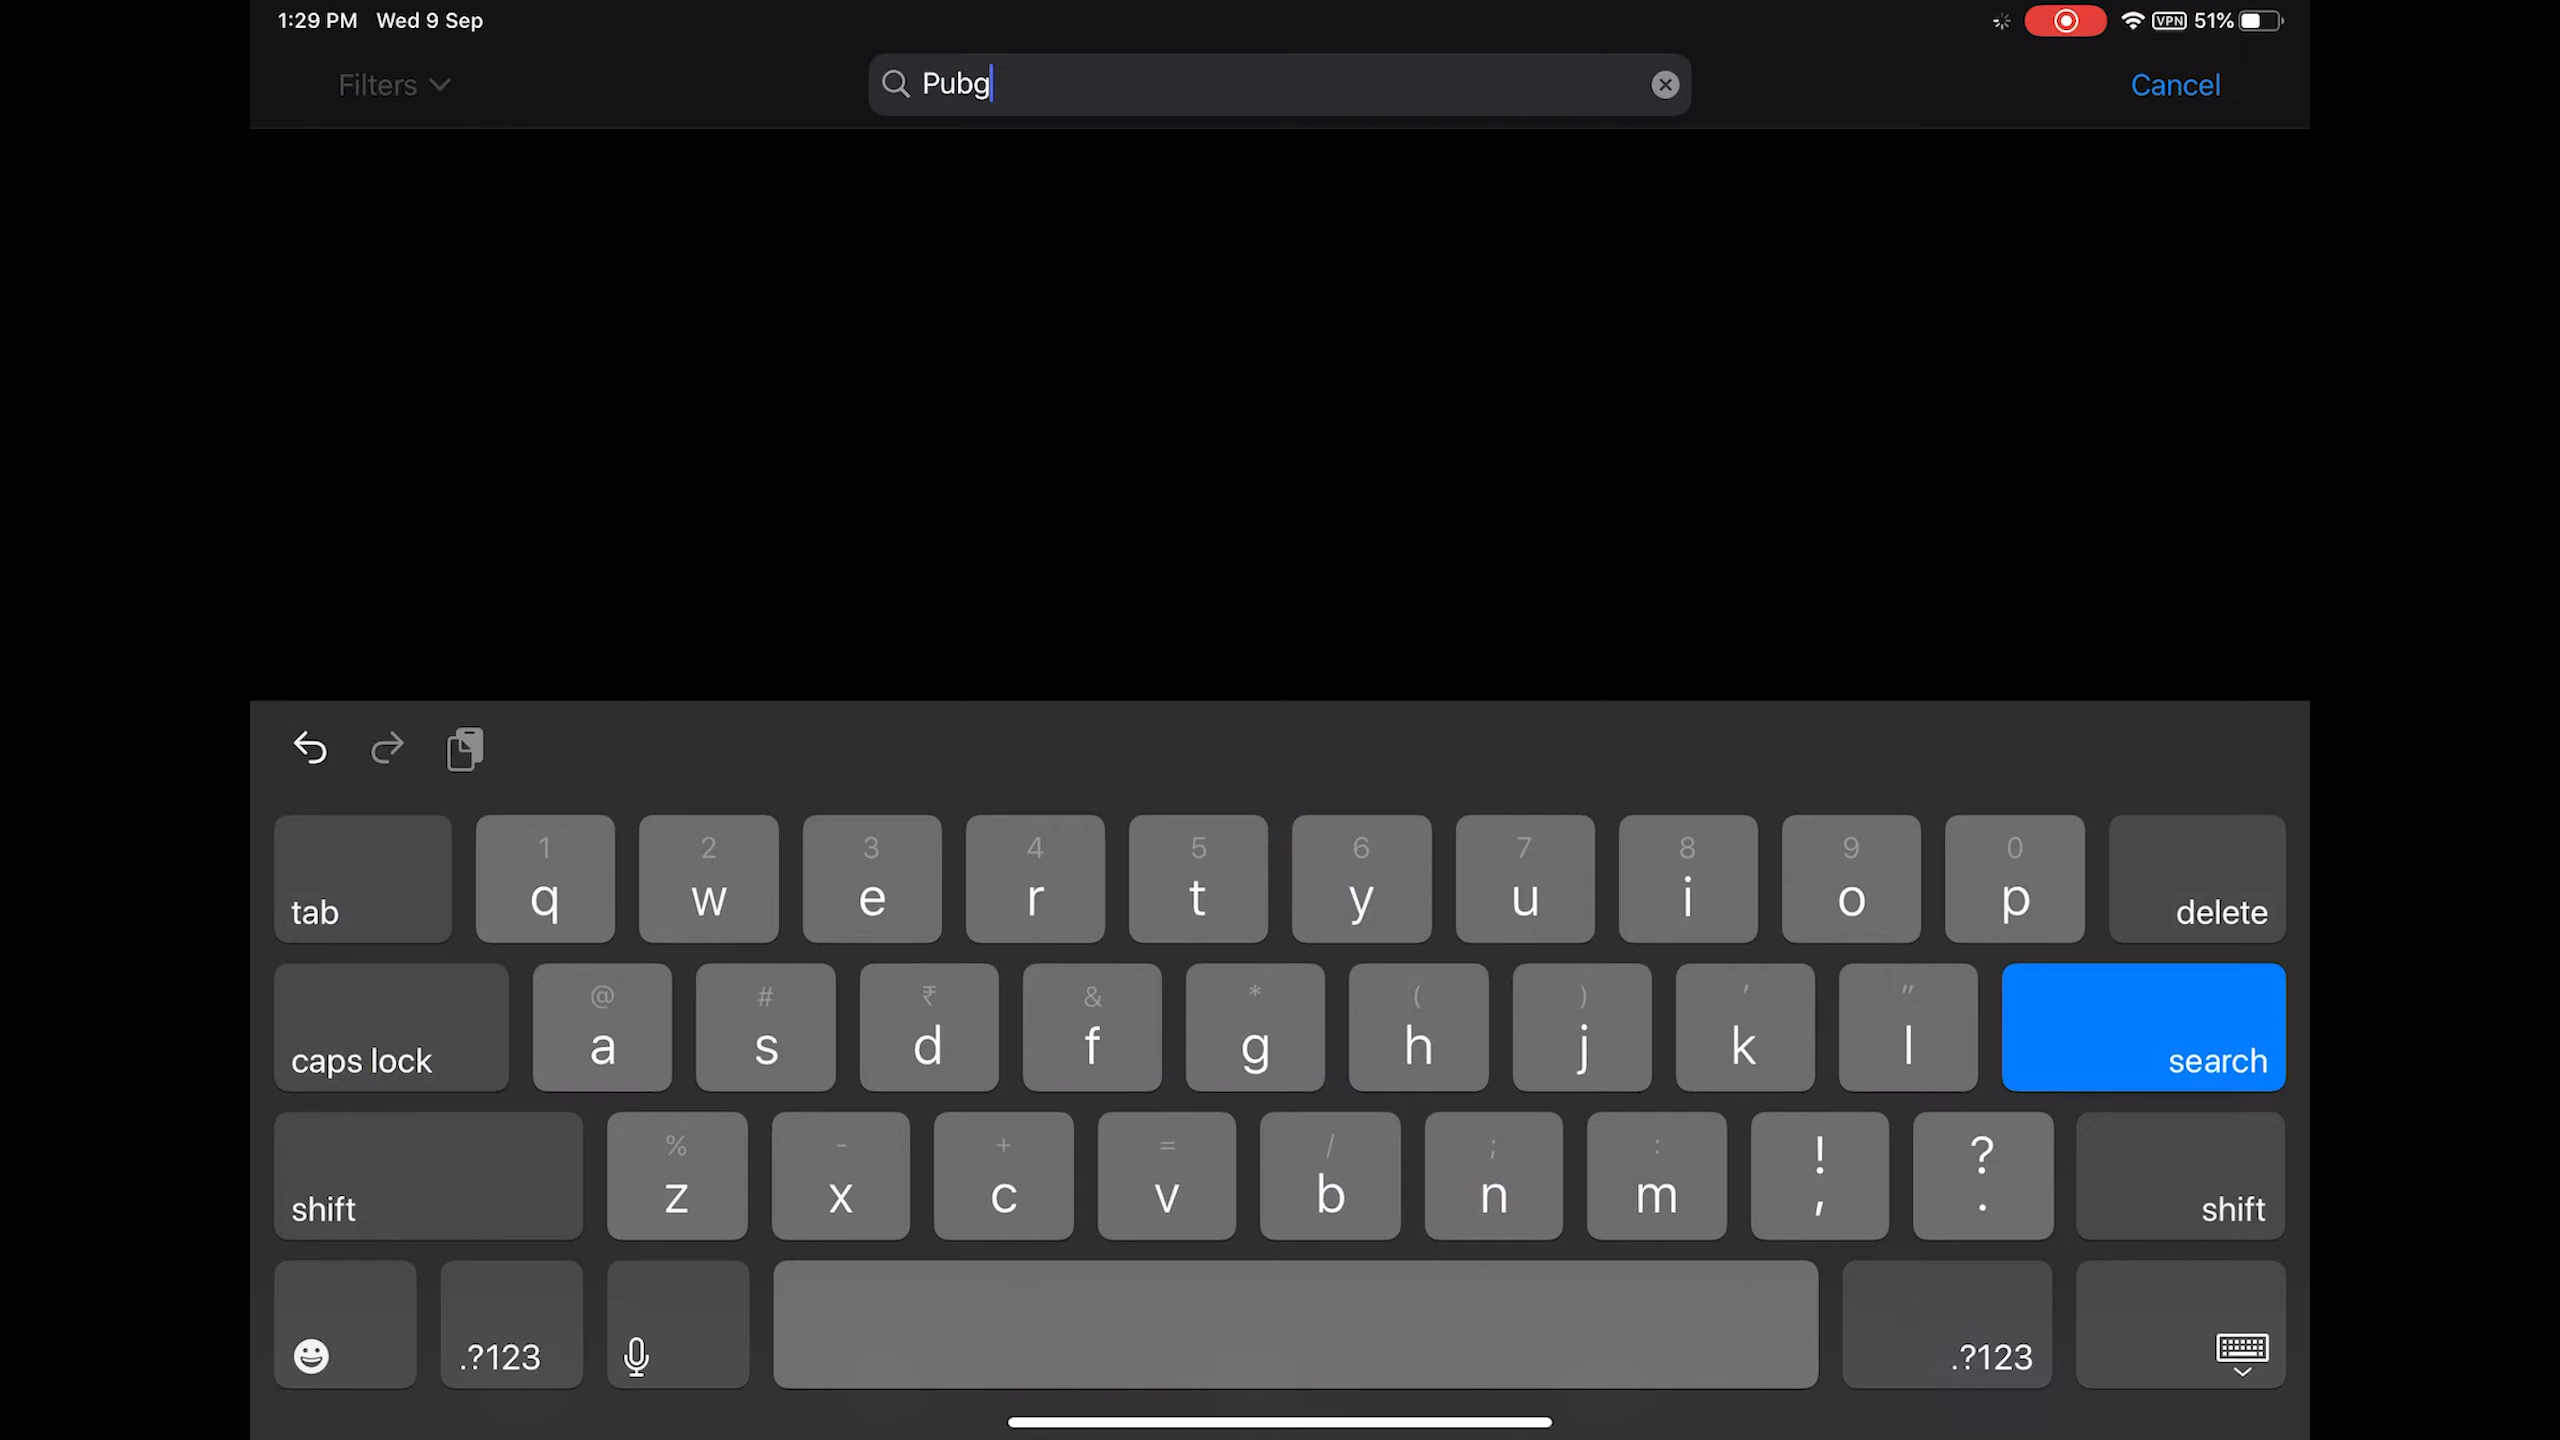 1:29 PM Wed 9 Sep VPN 51%
Filters Pubg Cancel
1 2 3 4 5 6 7 8 9 0
tab q w e r t y u i o p delete
@ # ₹ & * ( ) ' "
caps lock a s d f g h j k l search
% - + = / ; : ! ?
shift z x c v b n m , . shift
.?123 .?123